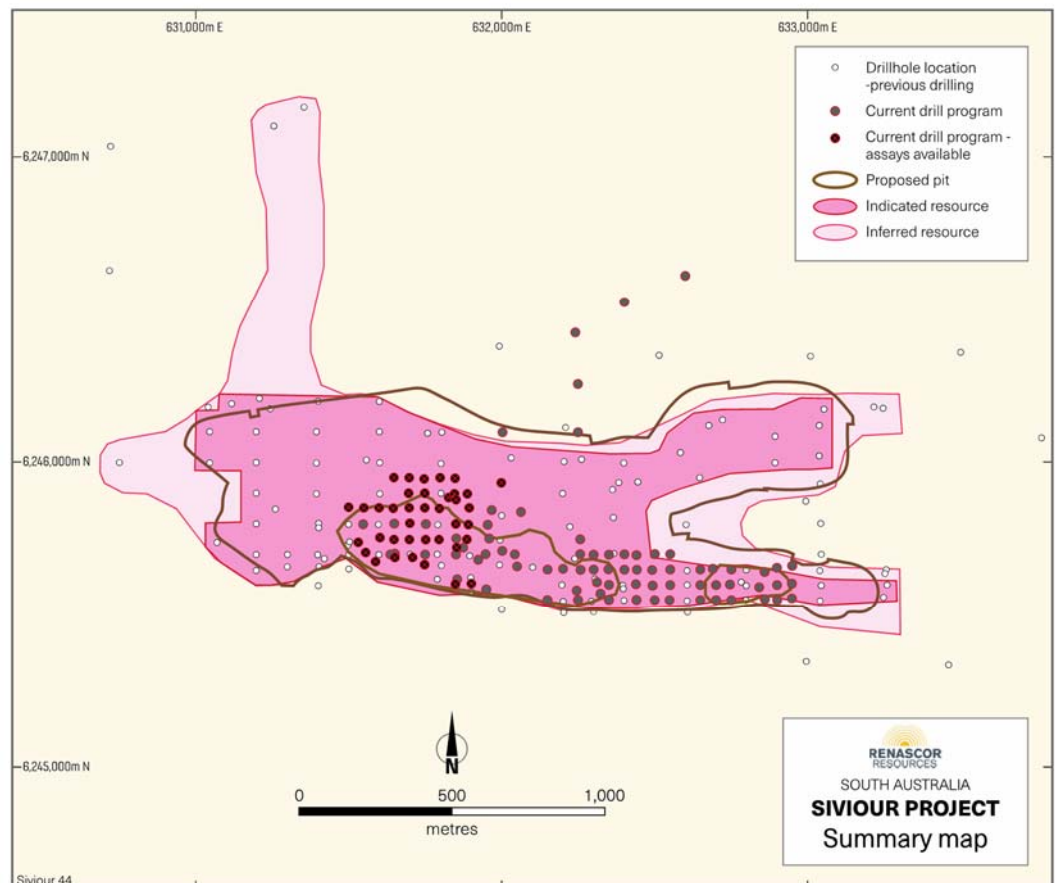 631,000m E
632,000m E
633,000m E
Drillhole location
-previous drilling
Current drill program
Current drill program -
assays available
Proposed pit
Indicated resource
Inferred resource
6,247,000m N
6,246,000m N
6,245,000m N
N
0
500
1,000
metres
RENASCOR
RESOURCES
SOUTH AUSTRALIA
SIVIOUR PROJECT
Summary map
Siviour 44